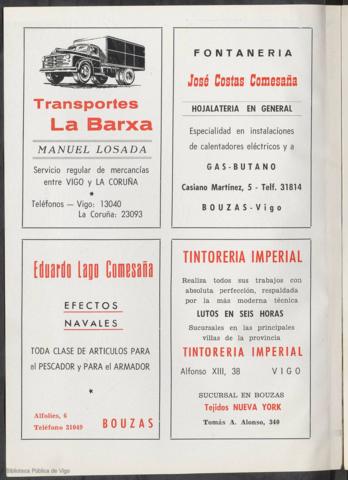 Transportes
La Barxa
MANUEL LOSADA
Servicio regular de mercancías
entre VIGO y LA CORUÑA
*
Teléfonos — Vigo: 13040
La Coruña: 23093
FONTANERIA
José Costas Comesaña
HOJALATERIA EN GENERAL
Especialidad en instalaciones
de calentadores eléctricos y a
GAS-BUTANO
Casiano Martínez, 5 - Telf. 31814
BOUZAS-Vigo
Eduardo Lago Comesaña
EFECTOS
NAVALES
TODA CLASE DE ARTICULOS PARA
el PESCADOR y PARA el ARMADOR
*
Alfolíes, 6
Teléfono 31049 BOUZAS
TINTORERIA IMPERIAL
Realiza todos sus trabajos con
absoluta perfección, respaldada
por la más moderna técnica
LUTOS EN SEIS HORAS
Sucursales en las principales
villas de la provincia
TINTORERIA IMPERIAL
Alfonso XIII, 38 VIGO
SUCURSAL EN BOUZAS
Tejidos NUEVA YORK
Tomás A. Alonso, 340
Biblioteca Pública de Vigo